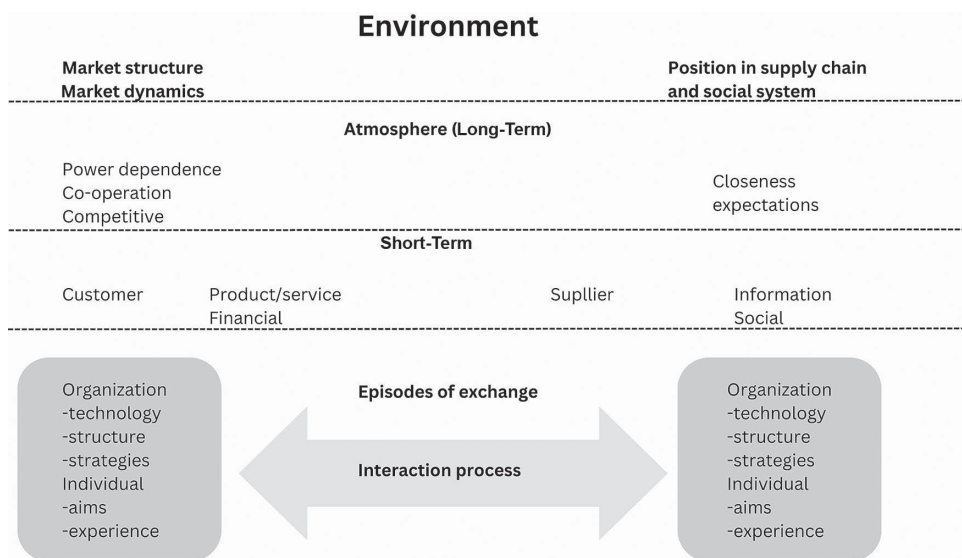 Environment
Market structure
Market dynamics
Position in supply chain
and social system
Atmosphere (Long-Term)
Power dependence
Co-operation
Competitive
Closeness
expectations
Short-Term
Customer
Product/service
Financial
Supllier
Information
Social
Organization
-technology
-structure
-strategies
Individual
-aims
-experience
Episodes of exchange
Interaction process
Organization
-technology
-structure
-strategies
Individual
-aims
-experience